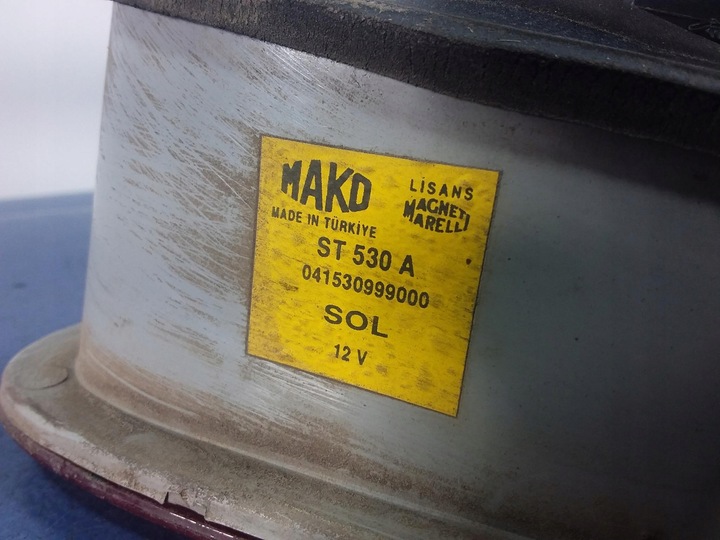 MAKO
MADE IN TÜRKİYE
LİSANS
MAGNETI
MARELLI
ST 530 A
041530999000
SOL
12 V